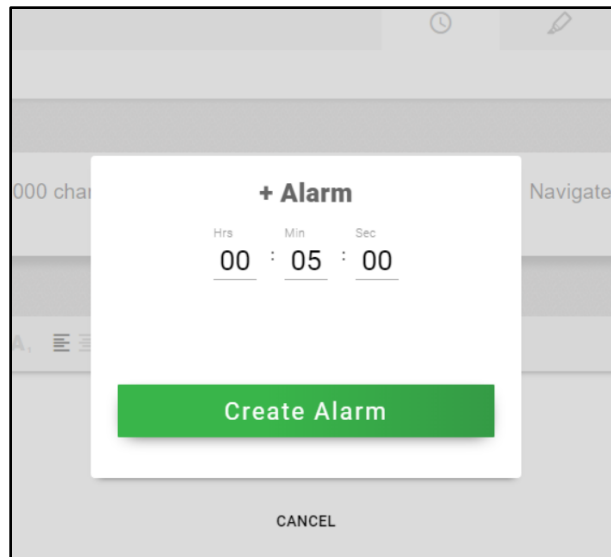 000 char
+ Alarm
Navigate
Hrs Min Sec
00 : 05 : 00
A
Create Alarm
CANCEL